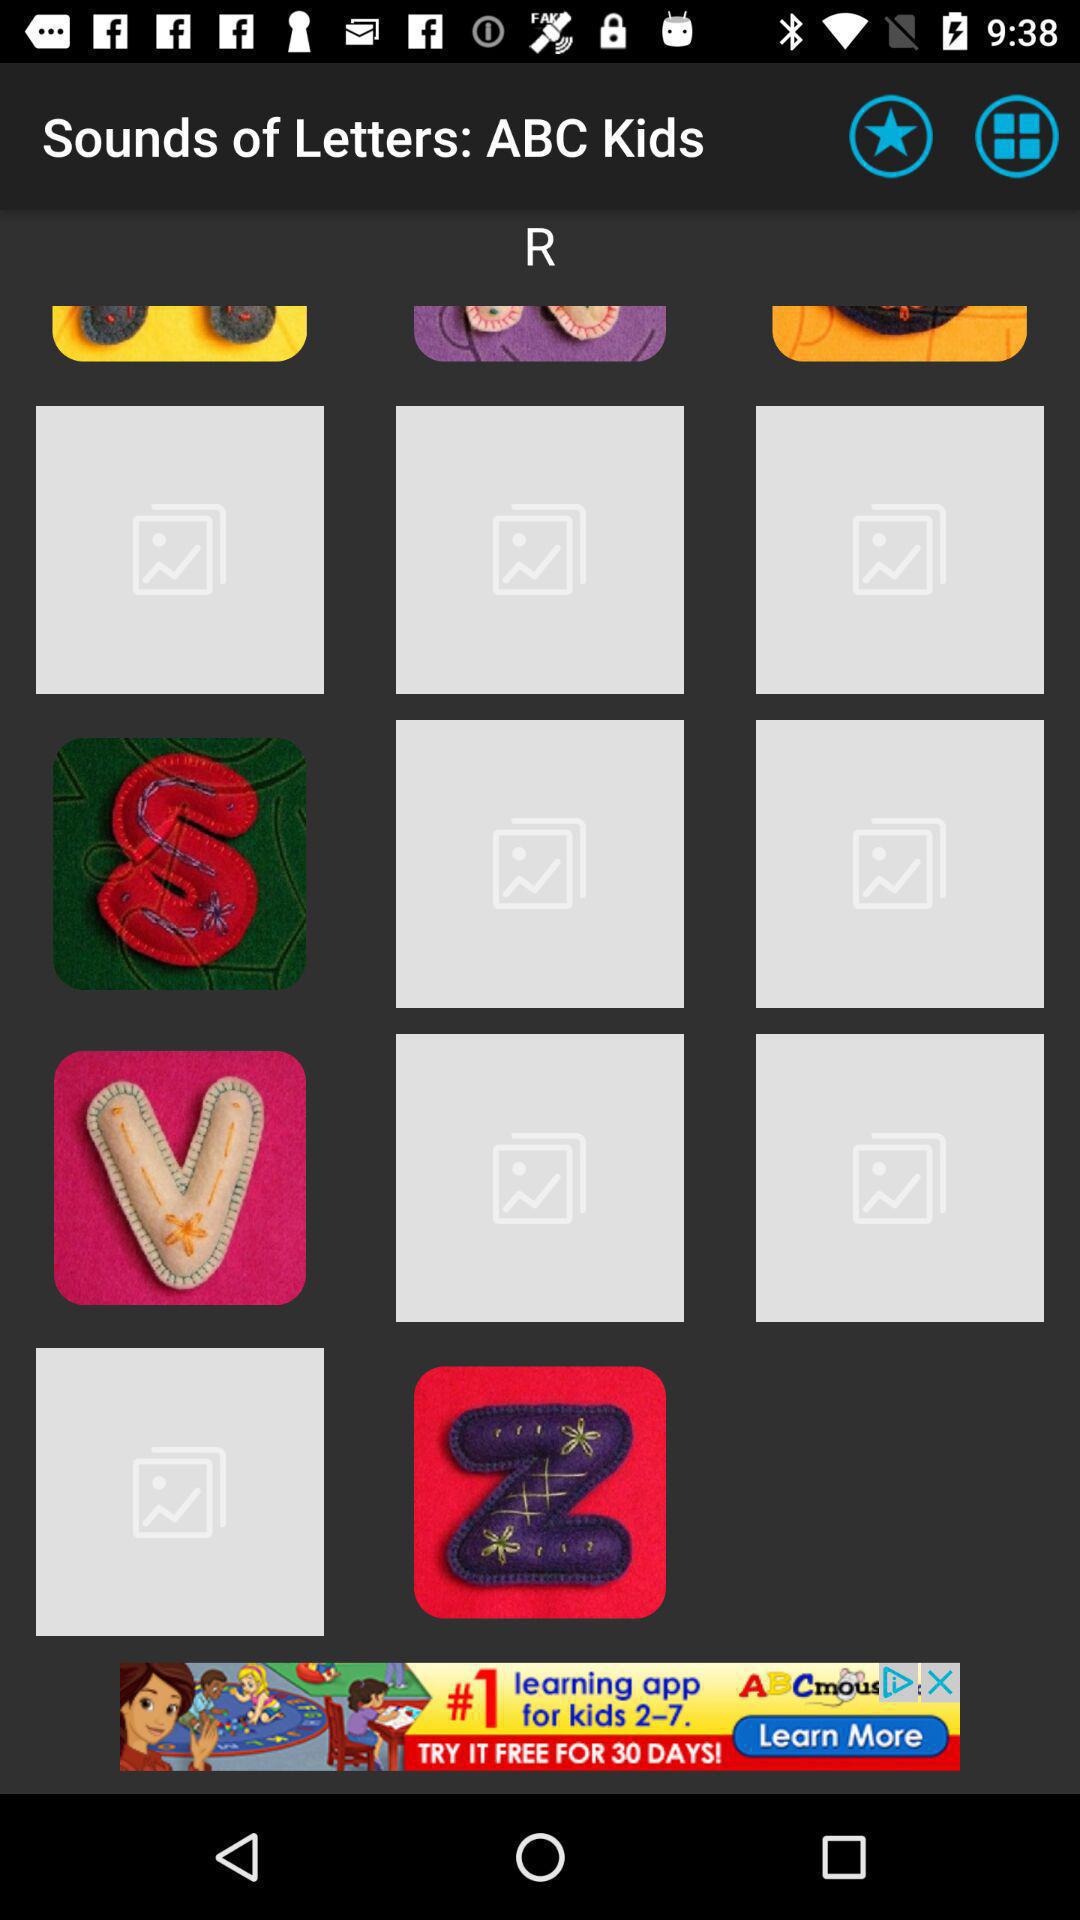 FAKE 9:38
Sounds of Letters: ABC Kids
R
S
V
Z
#1 learning app
for kids 2–7.
TRY IT FREE FOR 30 DAYS!
Learn More